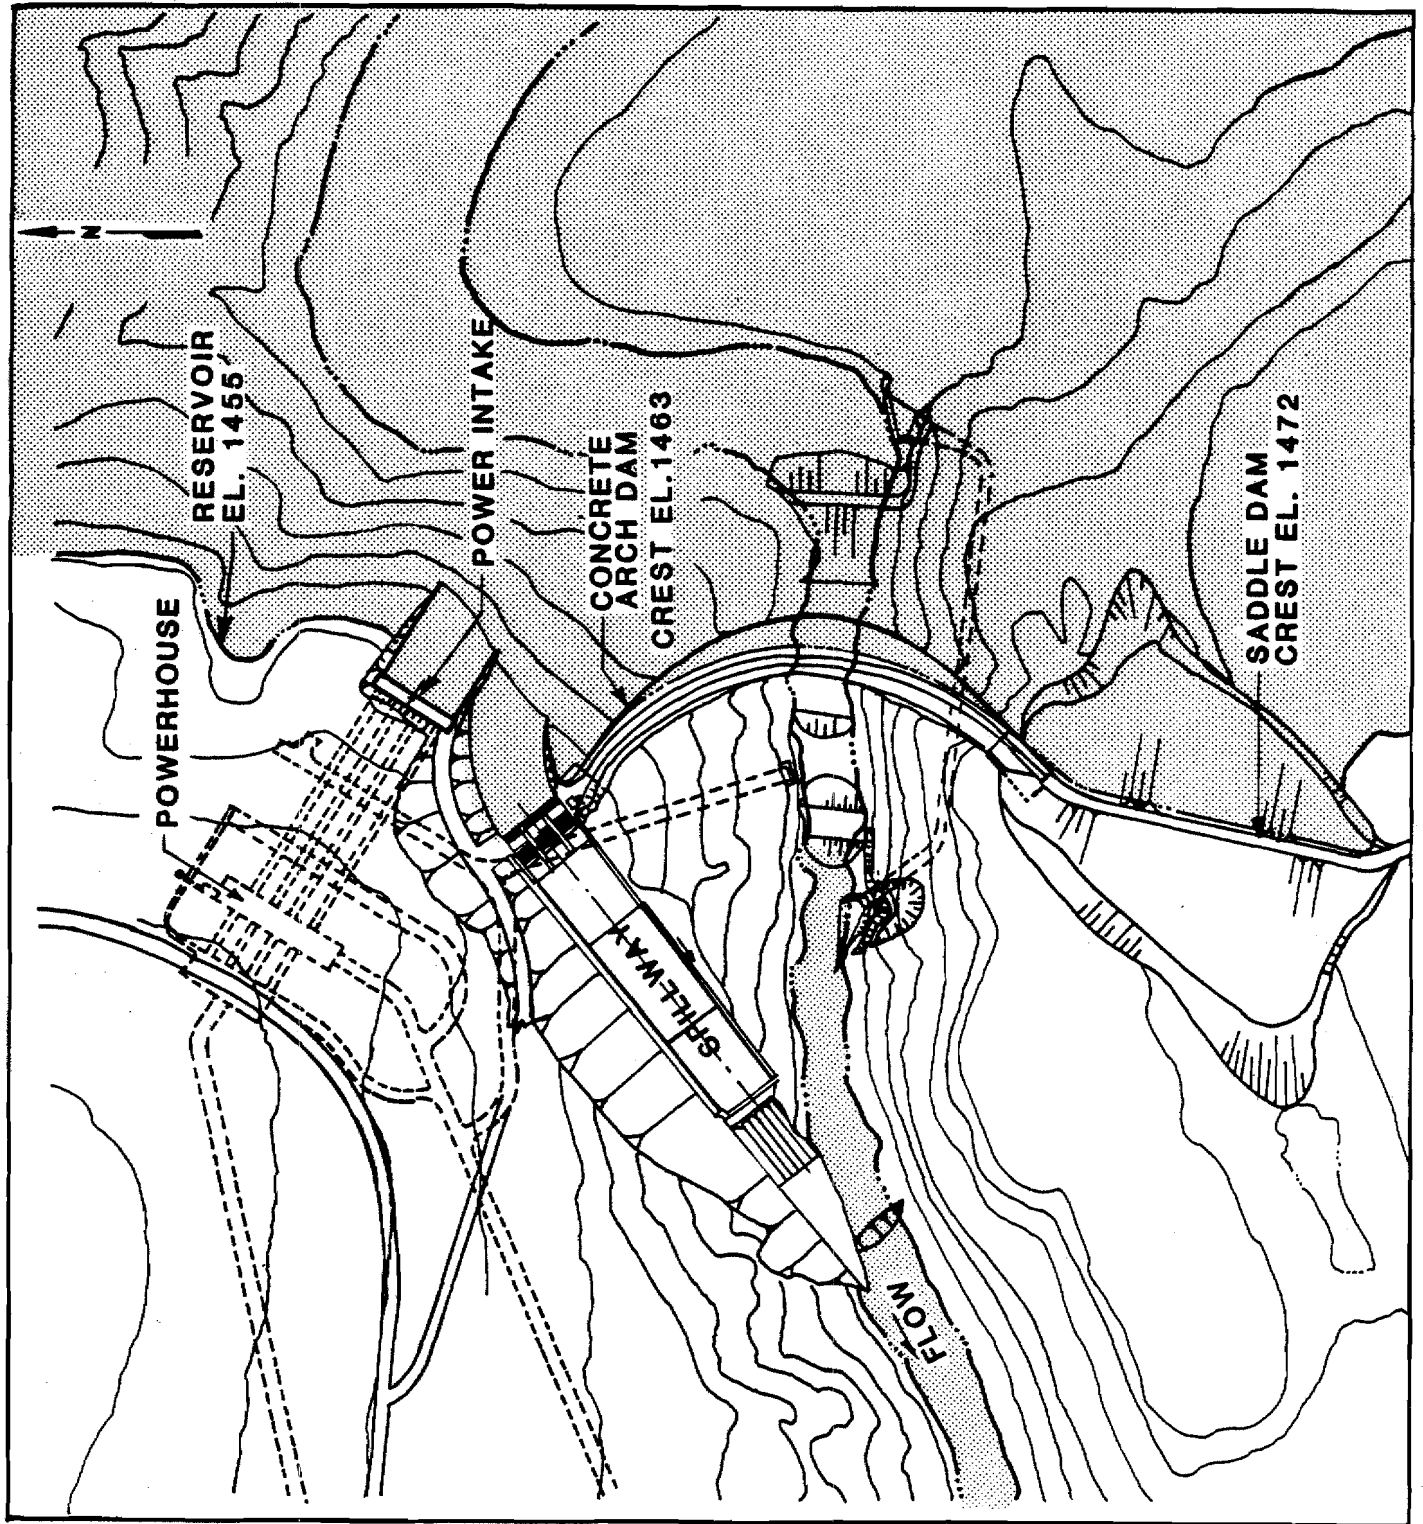 N
RESERVOIR
EL. 1455'
POWER INTAKE
CONCRETE
ARCH DAM
CREST EL. 1463
POWERHOUSE
SADDLE DAM
CREST EL. 1472
SPILLWAY
FLOW